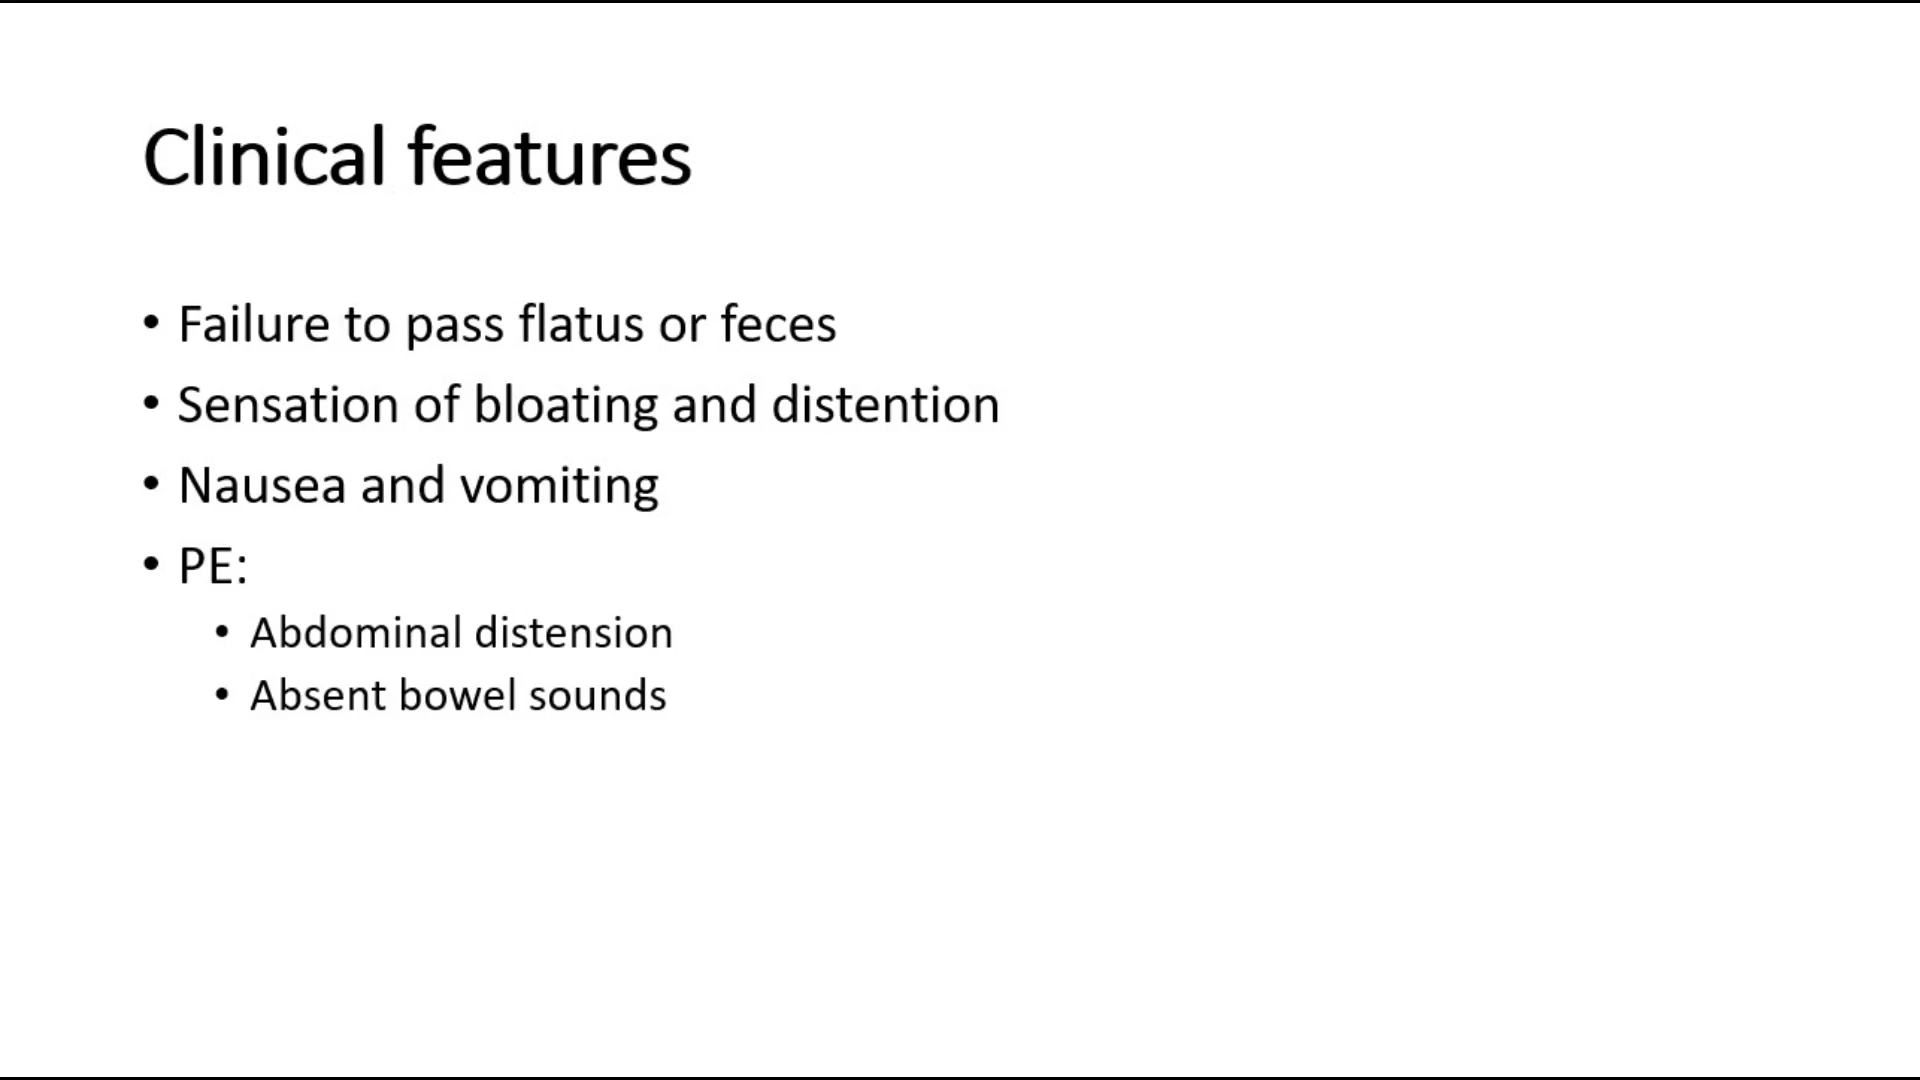 Clinical features
• Failure to pass flatus or feces
• Sensation of bloating and distention
• Nausea and vomiting
• PE:
• Abdominal distension
• Absent bowel sounds